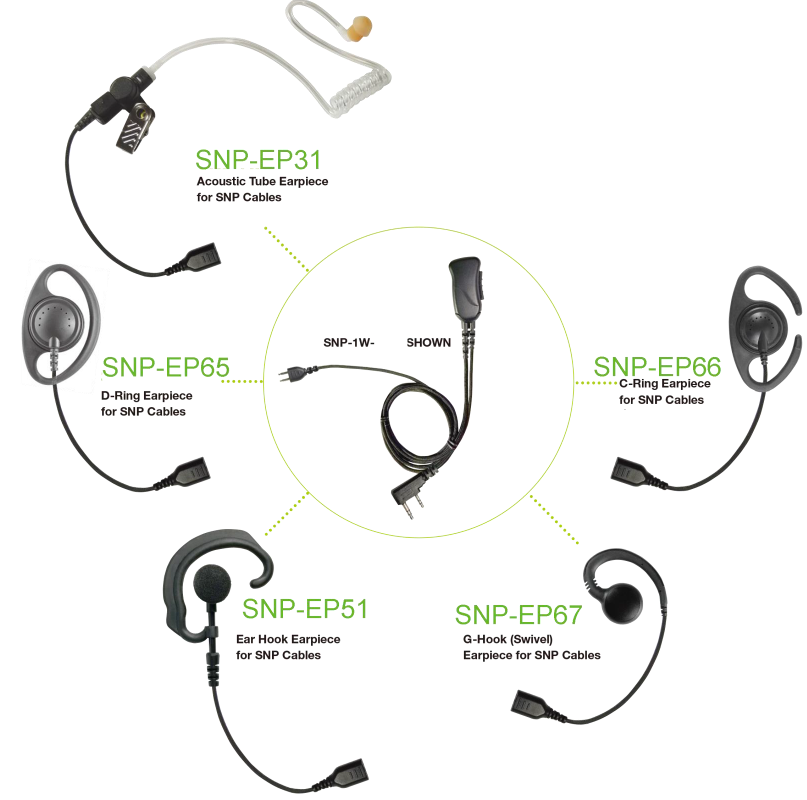 SNP-EP31
Acoustic Tube Earpiece
for SNP Cables
SNP-1W- SHOWN
SNP-EP65
D-Ring Earpiece
for SNP Cables
SNP-EP66
C-Ring Earpiece
for SNP Cables
SNP-EP51
Ear Hook Earpiece
for SNP Cables
SNP-EP67
G-Hook (Swivel)
Earpiece for SNP Cables